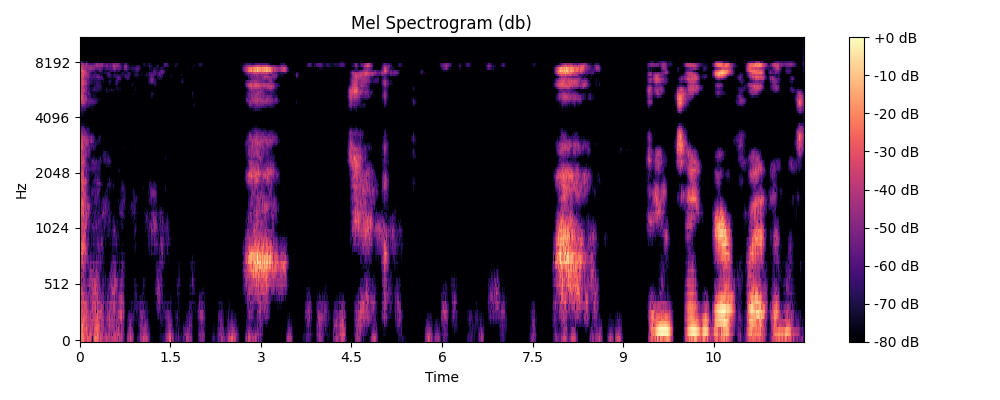 Mel Spectrogram (db)
Hz
8192
4096
2048
1024
512
0
0 1.5 3 4.5 6 7.5 9 10
Time
+0 dB
-10 dB
-20 dB
-30 dB
-40 dB
-50 dB
-60 dB
-70 dB
-80 dB